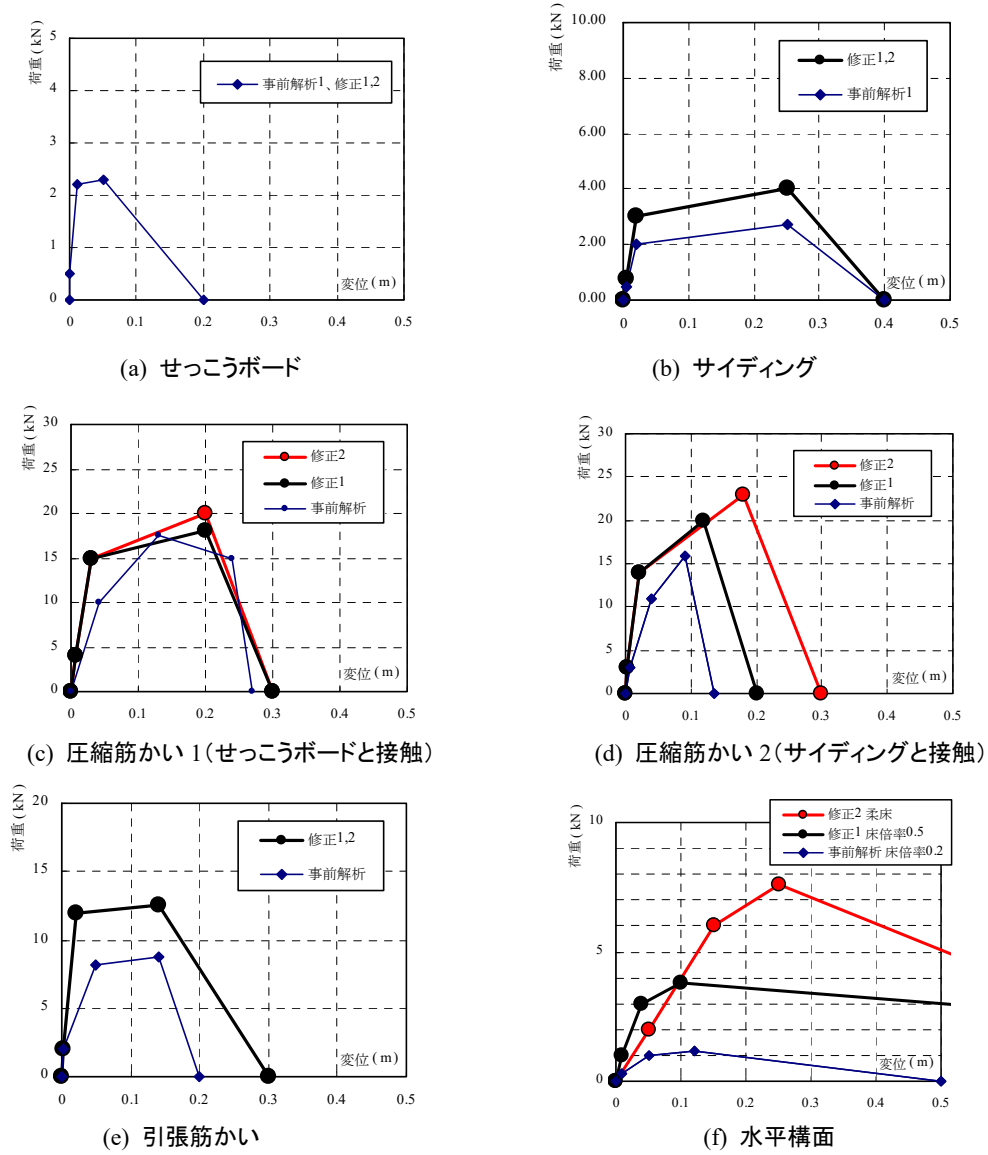 荷重(kN)
5
4
3
2
1
0
事前解析1、修正1,2
変位(m)
0 0.1 0.2 0.3 0.4 0.5
(a) せっこうボード
荷重(kN)
10.00
8.00
6.00
4.00
2.00
0.00
修正1,2
事前解析1
変位(m)
0 0.1 0.2 0.3 0.4 0.5
(b) サイディング
荷重(kN)
30
25
20
15
10
5
0
修正2
修正1
事前解析
変位(m)
0 0.1 0.2 0.3 0.4 0.5
(c) 圧縮筋かい 1(せっこうボードと接触)
荷重(kN)
30
25
20
15
10
5
0
修正2
修正1
事前解析
変位(m)
0 0.1 0.2 0.3 0.4 0.5
(d) 圧縮筋かい 2(サイディングと接触)
荷重(kN)
20
15
10
5
0
修正1,2
事前解析
変位(m)
0 0.1 0.2 0.3 0.4 0.5
(e) 引張筋かい
荷重(kN)
10
5
0
修正2 柔床
修正1 床倍率0.5
事前解析 床倍率0.2
変位(m)
0 0.1 0.2 0.3 0.4 0.5
(f) 水平構面